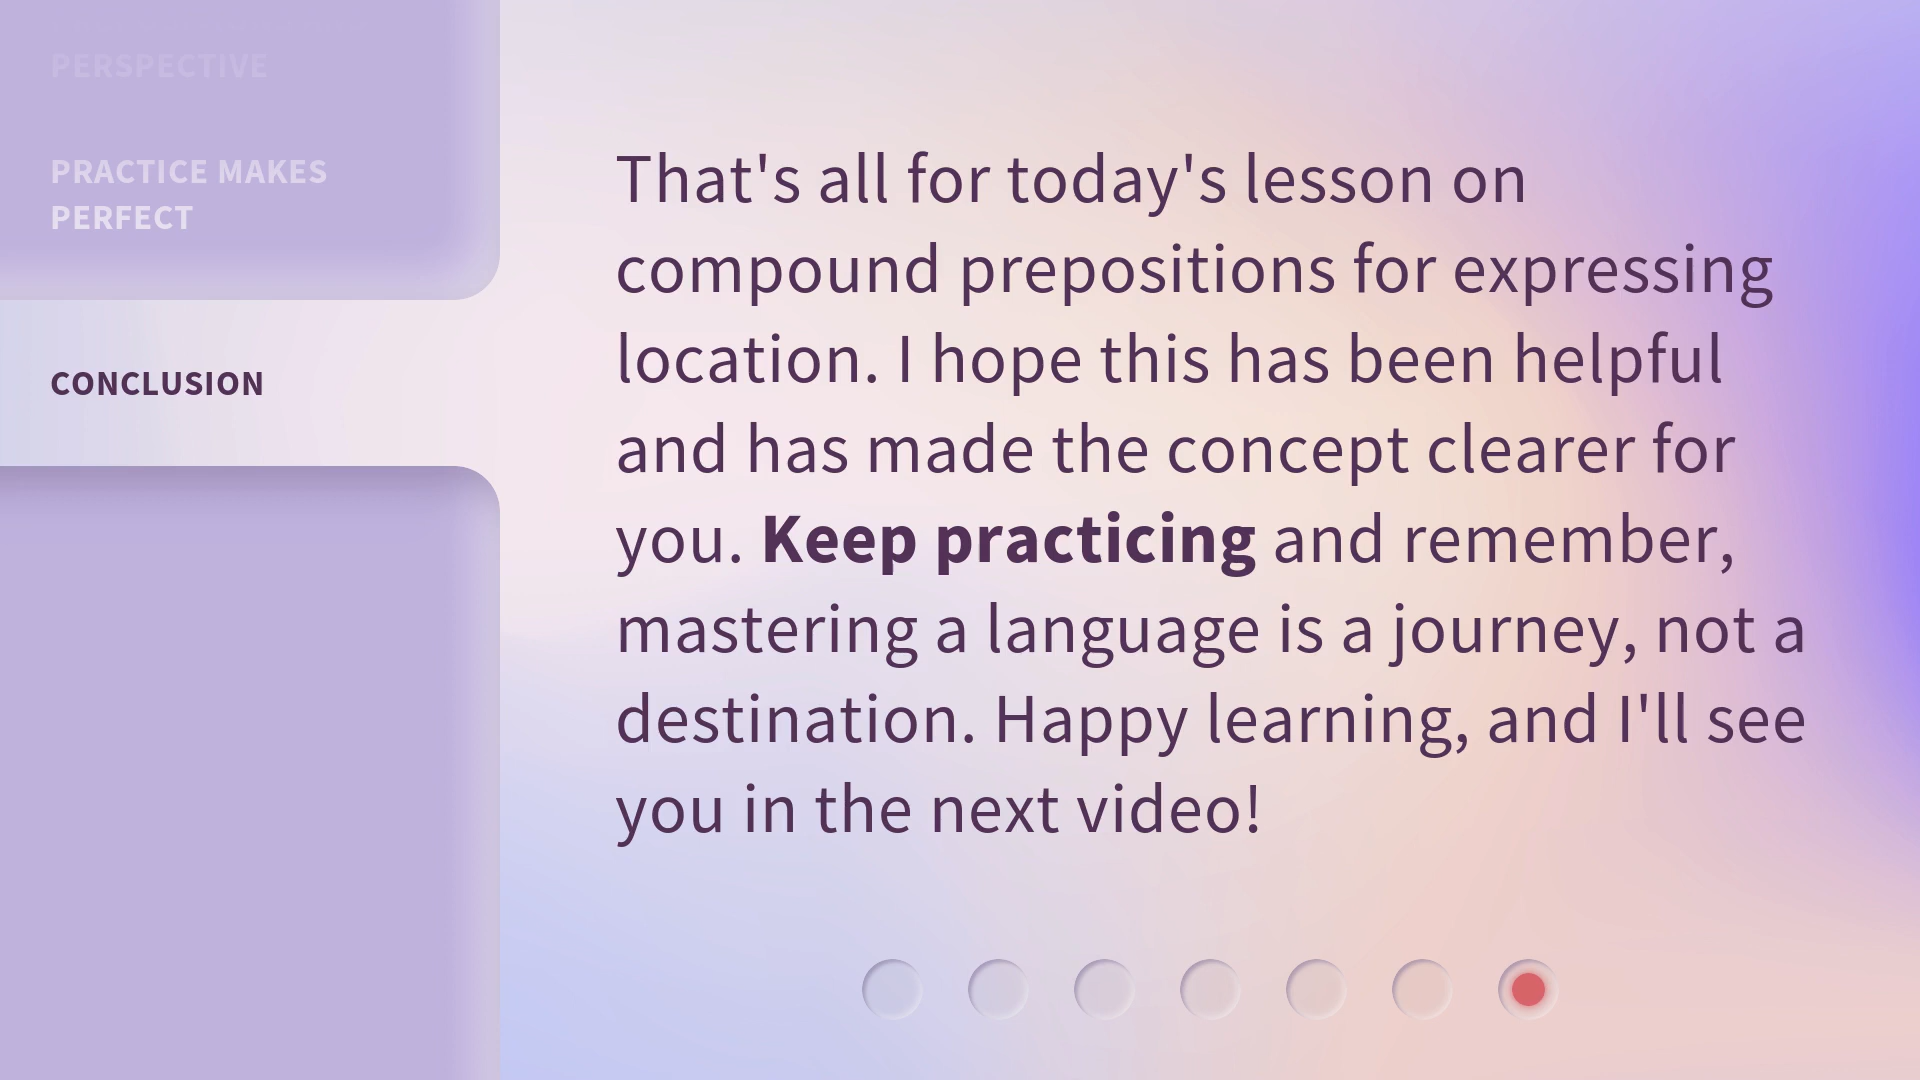 PERSPECTIVE
PRACTICE MAKES
PERFECT
CONCLUSION
That's all for today's lesson on
compound prepositions for expressing
location. I hope this has been helpful
and has made the concept clearer for
you. Keep practicing and remember,
mastering a language is a journey, not a
destination. Happy learning, and I'll see
you in the next video!